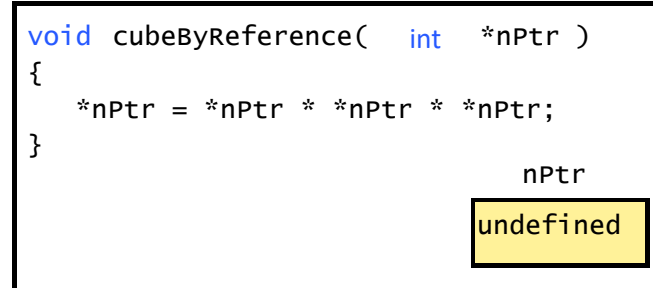 void cubeByReference( int *nPtr )
{
*nPtr = *nPtr * *nPtr * *nPtr;
}
nPtr
undefined